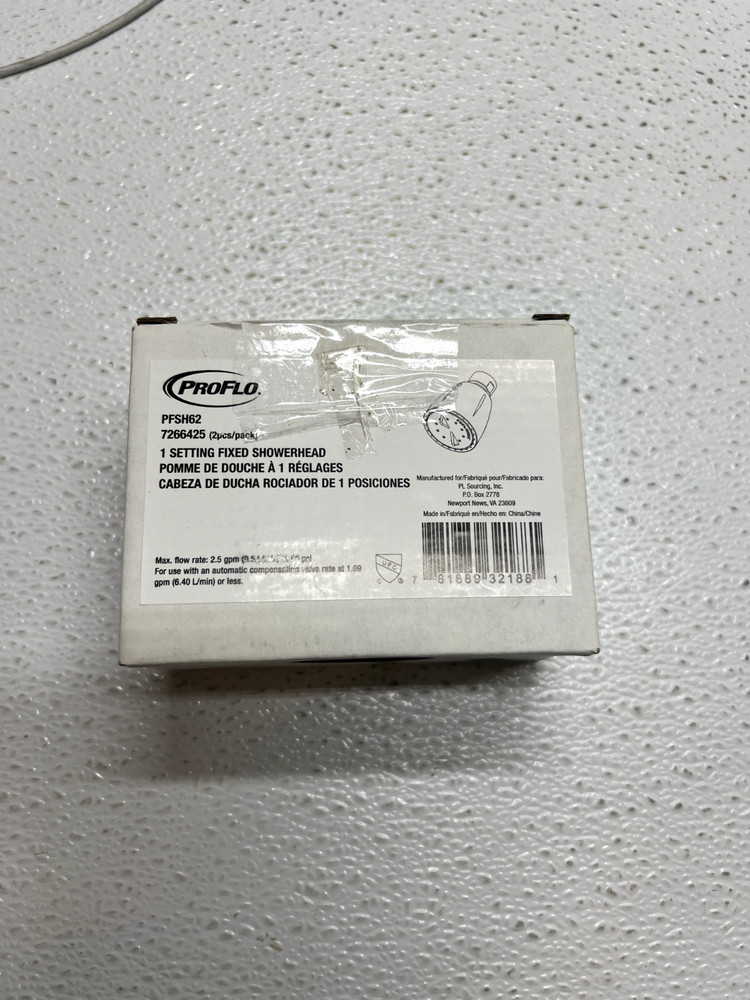 PROFLO.
PFSH62
7266425 (2pcs/pack)
1 SETTING FIXED SHOWERHEAD
POMME DE DOUCHE À 1 RÉGLAGES
CABEZA DE DUCHA ROCIADOR DE 1 POSICIONES
Manufactured for/Fabriqué pour/Fabricado para:
PL Sourcing, Inc.
P.O. Box 2778
Newport News, VA 23609
Made in/Fabriqué en/Hecho en: China/Chine
Max. flow rate: 2.5 gpm
For use with an automatic compensating valve rate at 1.69
gpm (6.40 L/min) or less.
UPC
C ®
7 81889 32188 1